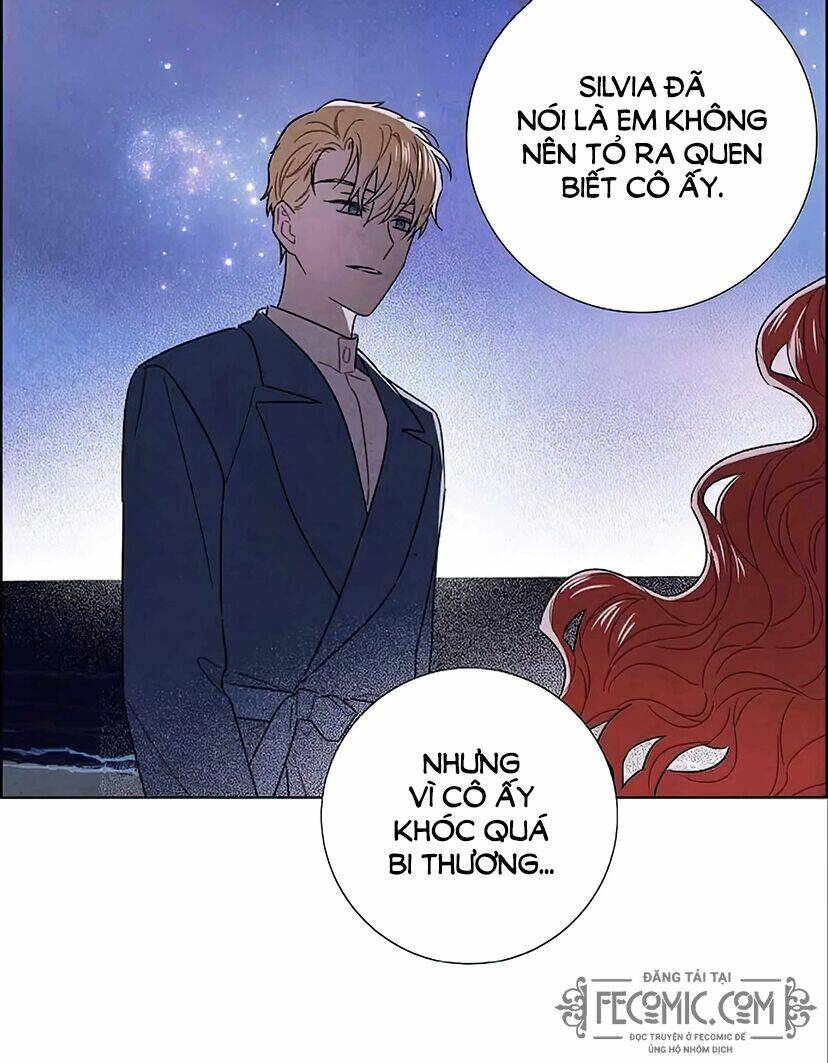 SILVIA ĐÃ
NÓI LÀ EM KHÔNG
NÊN TỎ RA QUEN
BIẾT CÔ ẤY.
NHƯNG
VÌ CÔ ẤY
KHÓC QUÁ
BI THƯƠNG...
ĐĂNG TẢI TẠI
FECOMIC.COM
ĐỌC TRUYỆN Ở FECOMIC ĐỂ
ỦNG HỘ NHÓM DỊCH